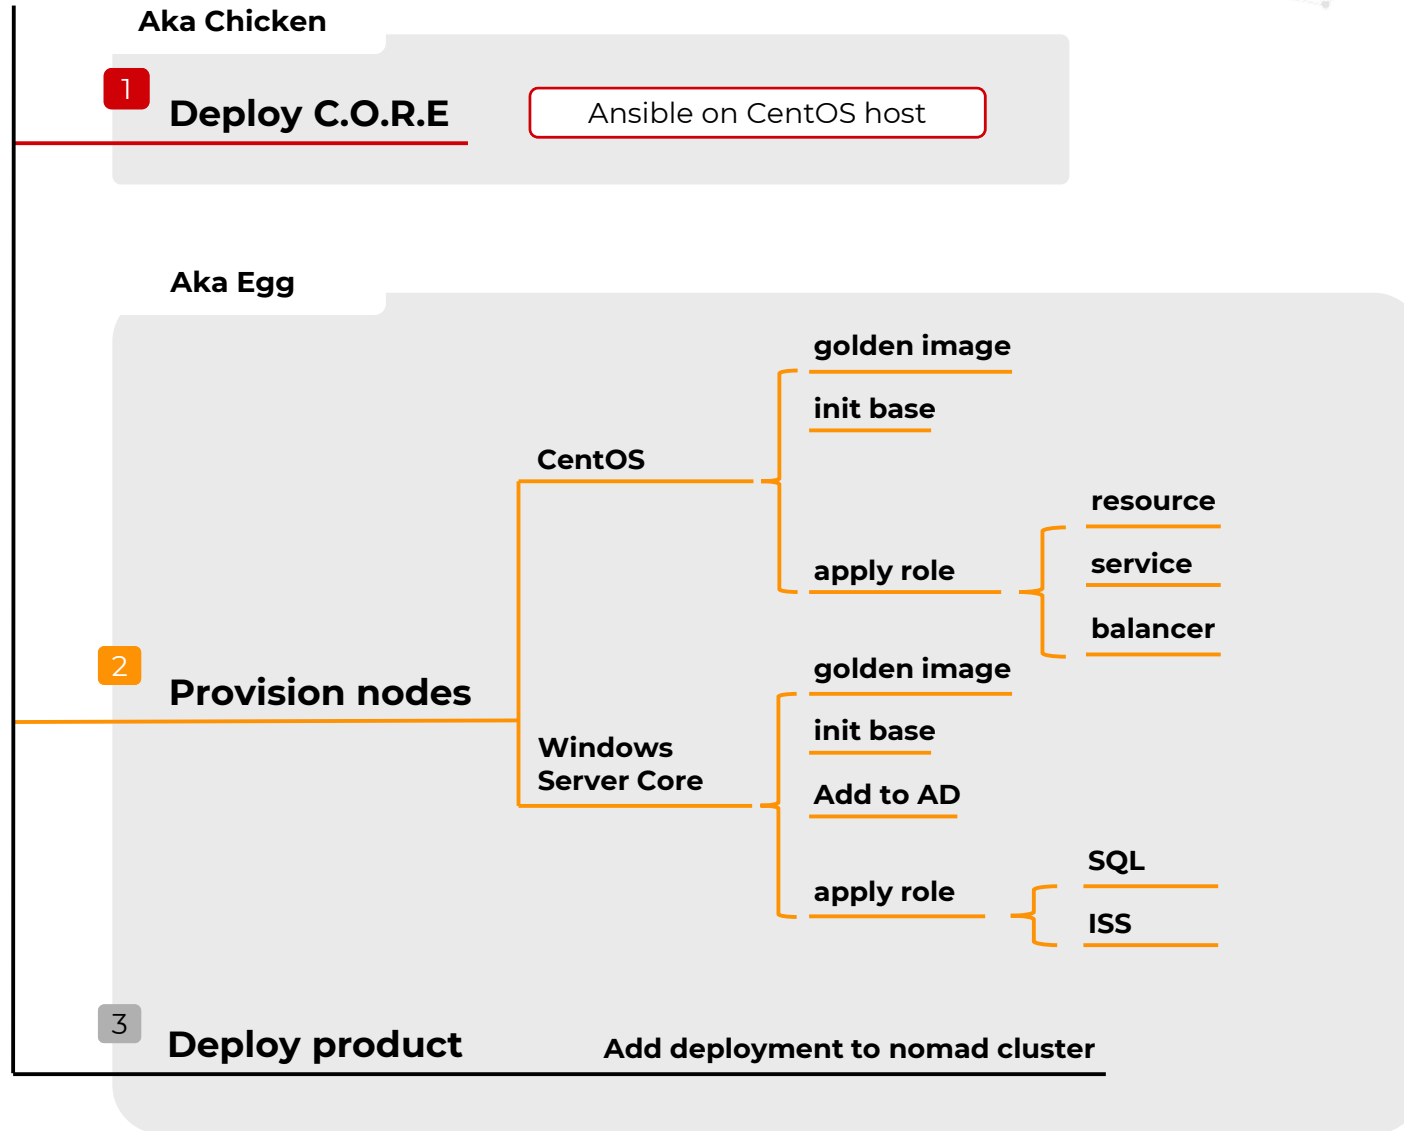 Aka Chicken
1
Deploy C.O.R.E
Ansible on CentOS host
Aka Egg
golden image
init base
CentOS
resource
service
apply role
balancer
2
Provision nodes
golden image
init base
Windows
Server Core
Add to AD
SQL
apply role
ISS
3
Deploy product
Add deployment to nomad cluster